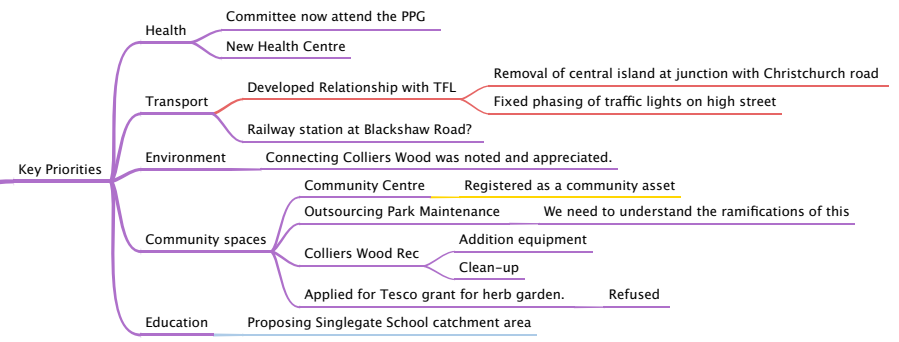 Key Priorities
Health
Committee now attend the PPG
New Health Centre
Transport
Developed Relationship with TFL
Removal of central island at junction with Christchurch road
Fixed phasing of traffic lights on high street
Railway station at Blackshaw Road?
Environment
Connecting Colliers Wood was noted and appreciated.
Community spaces
Community Centre
Registered as a community asset
Outsourcing Park Maintenance
We need to understand the ramifications of this
Colliers Wood Rec
Addition equipment
Clean-up
Applied for Tesco grant for herb garden.
Refused
Education
Proposing Singlegate School catchment area